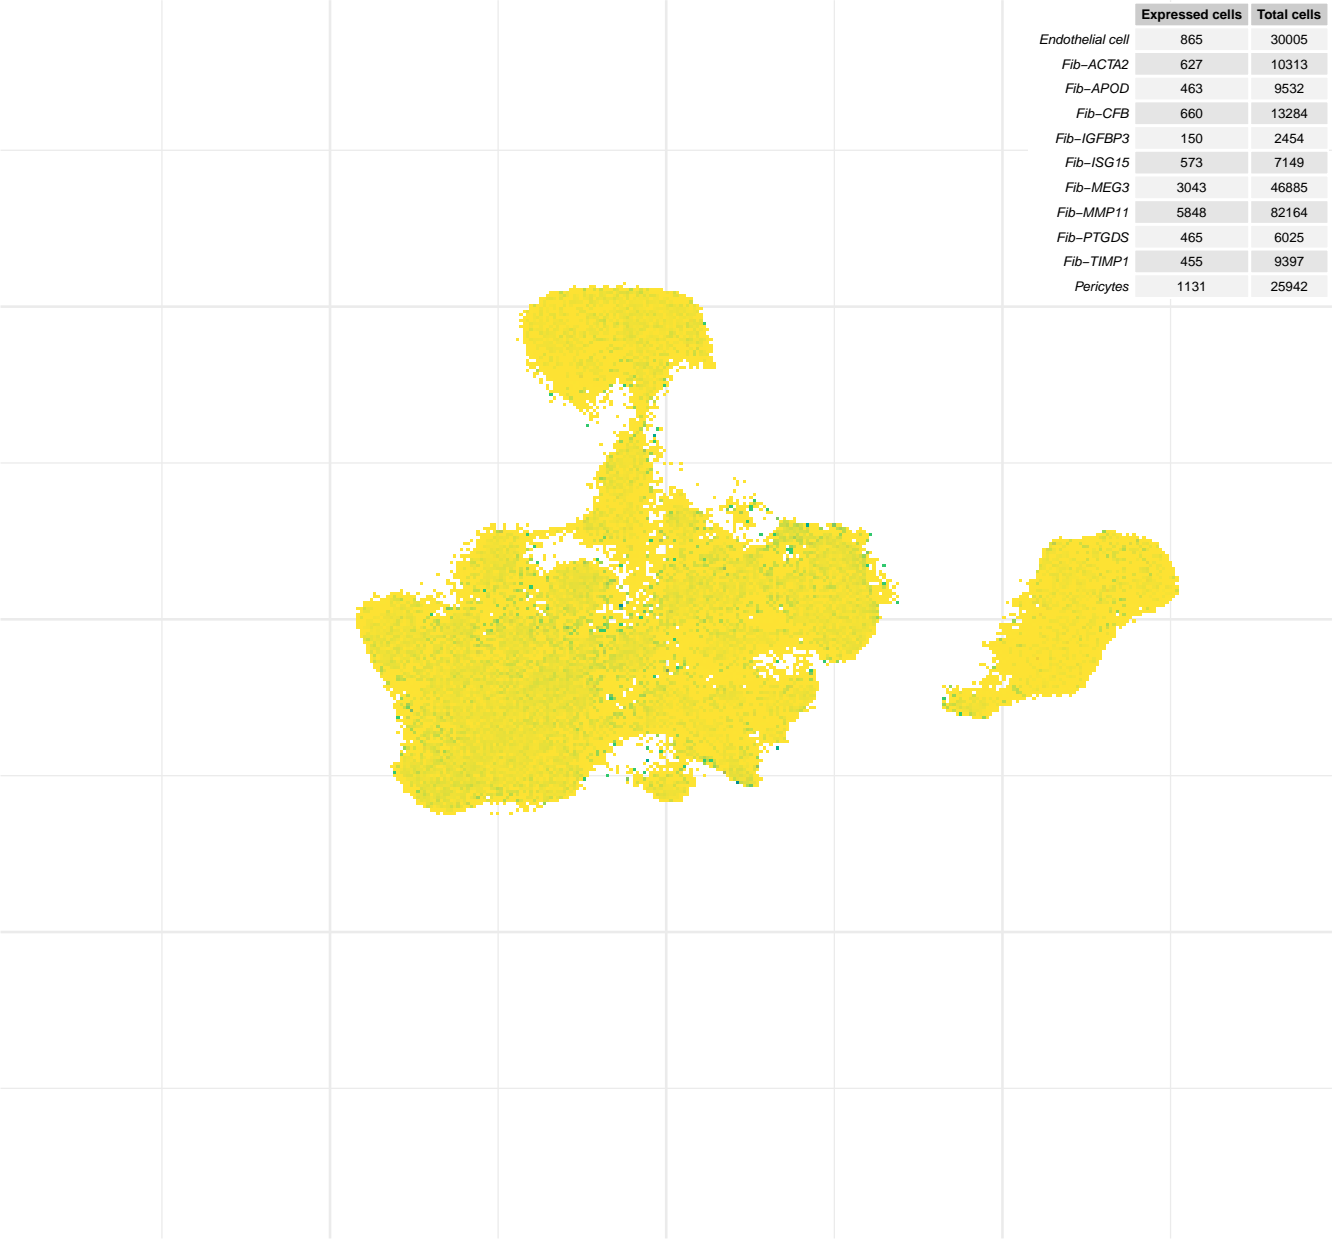 Expressed cells Total cells
Endothelial cell 865 30005
Fib−ACTA2 627 10313
Fib−APOD 463 9532
Fib−CFB 660 13284
Fib−IGFBP3 150 2454
Fib−ISG15 573 7149
Fib−MEG3 3043 46885
Fib−MMP11 5848 82164
Fib−PTGDS 465 6025
Fib−TIMP1 455 9397
Pericytes 1131 25942